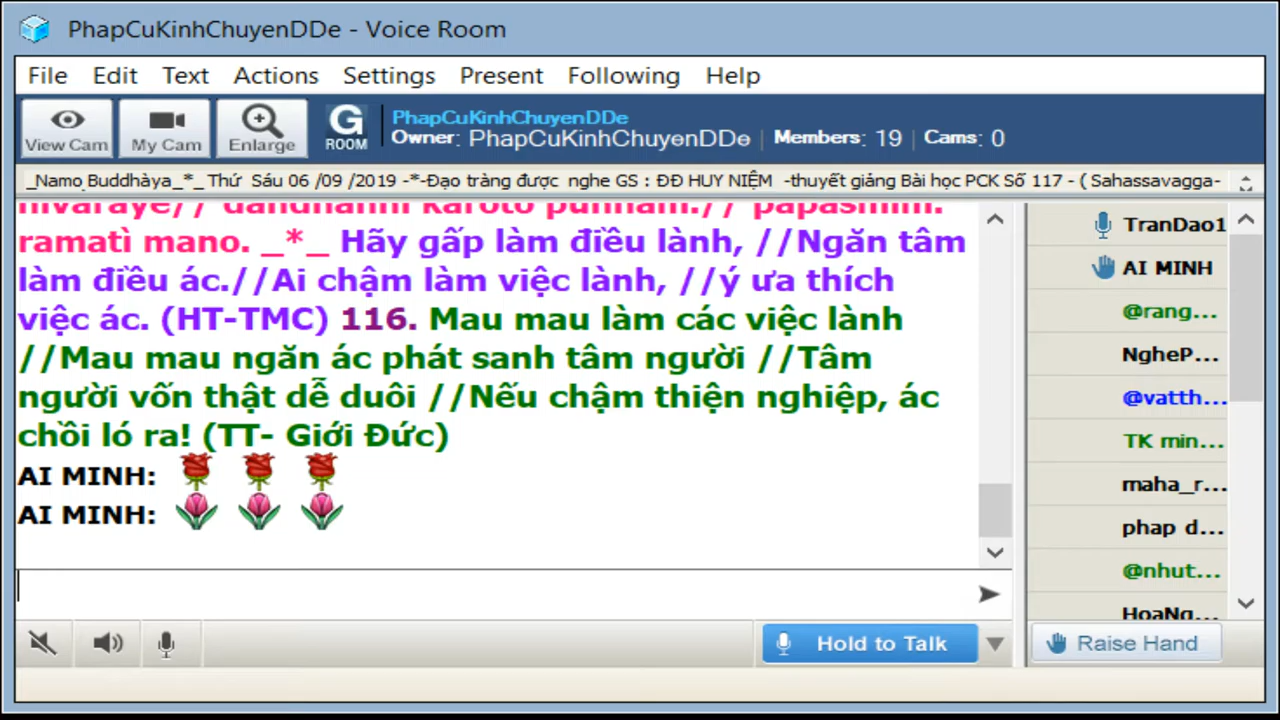 PhapCuKinhChuyenDDe - Voice Room
File Edit Text Actions Settings Present Following Help
View Cam My Cam Enlarge G ROOM
PhapCuKinhChuyenDDe
Owner: PhapCuKinhChuyenDDe | Members: 19 | Cams: 0
_Namo Buddhàya_*_ Thứ Sáu 06 /09 /2019 -*-Đạo tràng được nghe GS : ĐĐ HUY NIỆM -thuyết giảng Bài học PCK Số 117 - ( Sahassavagga-
nivāraye// dandhanhi karoto puññam.// pāpasmim.
ramatì mano. _*_ Hãy gấp làm điều lành, //Ngăn tâm
làm điều ác.//Ai chậm làm việc lành, //ý ưa thích
việc ác. (HT-TMC) 116. Mau mau làm các việc lành
//Mau mau ngăn ác phát sanh tâm người //Tâm
người vốn thật dễ duôi //Nếu chậm thiện nghiệp, ác
chồi ló ra! (TT- Giới Đức)
AI MINH:
AI MINH:
TranDao1
AI MINH
@rang...
NgheP...
@vatth...
TK min...
maha_r...
phap d...
@nhut...
HoaNg...
Hold to Talk
Raise Hand